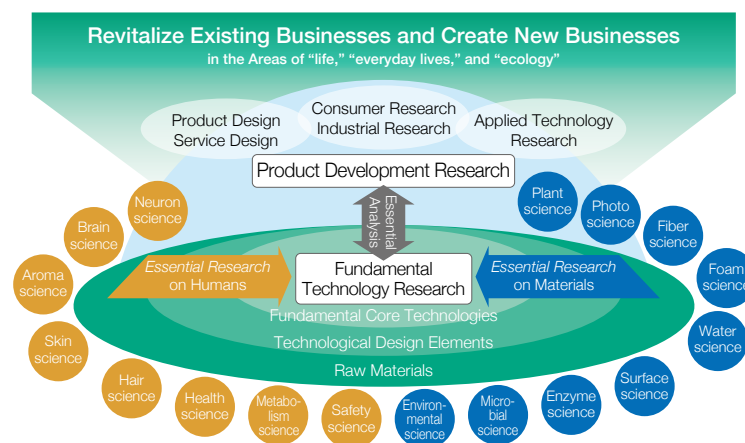 Revitalize Existing Businesses and Create New Businesses
in the Areas of “life,” “everyday lives,” and “ecology”
Product Design
Service Design
Consumer Research
Industrial Research
Applied Technology
Research
Product Development Research
Essential
Analysis
Neuron
science
Brain
science
Aroma
science
Skin
science
Hair
science
Health
science
Metabo-
lism science
Safety
science
Plant
science
Photo
science
Fiber
science
Foam
science
Water
science
Surface
science
Enzyme
science
Micro-
bial science
Environ-
mental science
Essential Research
on Humans
Fundamental
Technology Research
Essential Research
on Materials
Fundamental Core Technologies
Technological Design Elements
Raw Materials